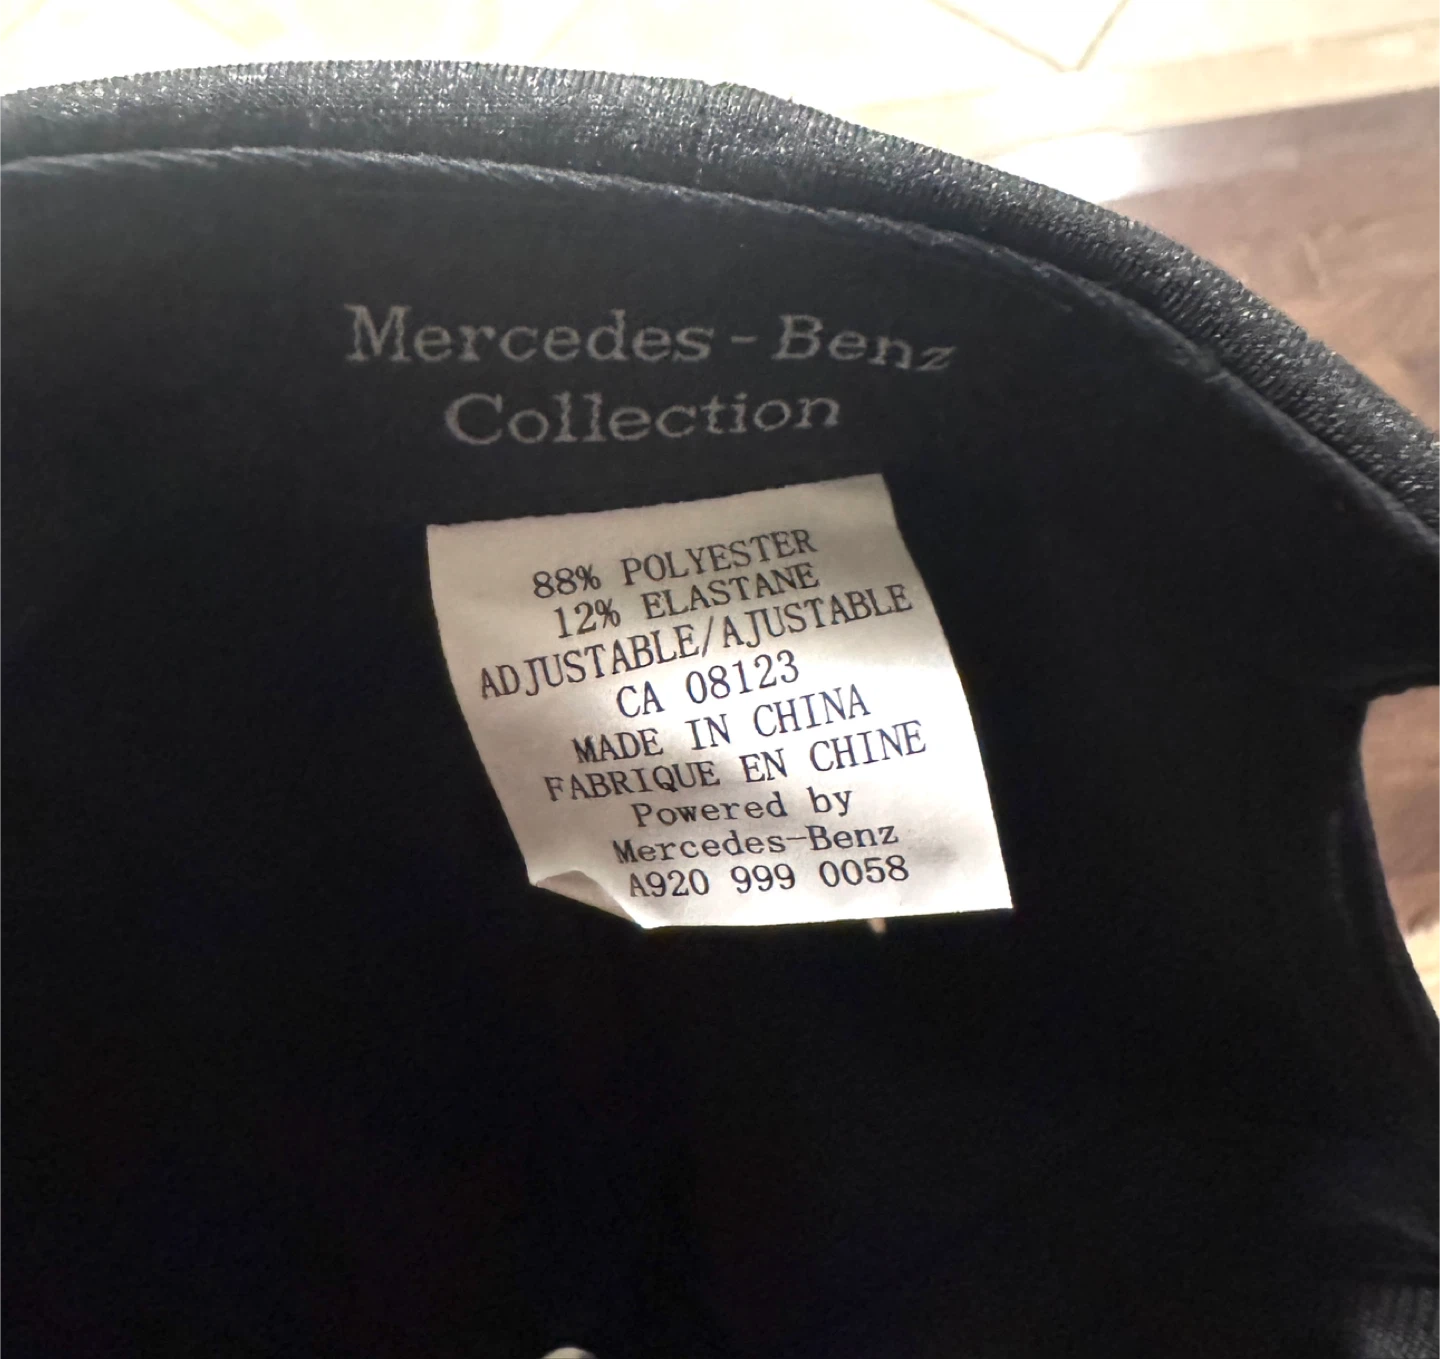 Mercedes-Benz
Collection
88% POLYESTER
12% ELASTANE
ADJUSTABLE/AJUSTABLE
CA 08123
MADE IN CHINA
FABRIQUE EN CHINE
Powered by
Mercedes-Benz
A920 999 0058